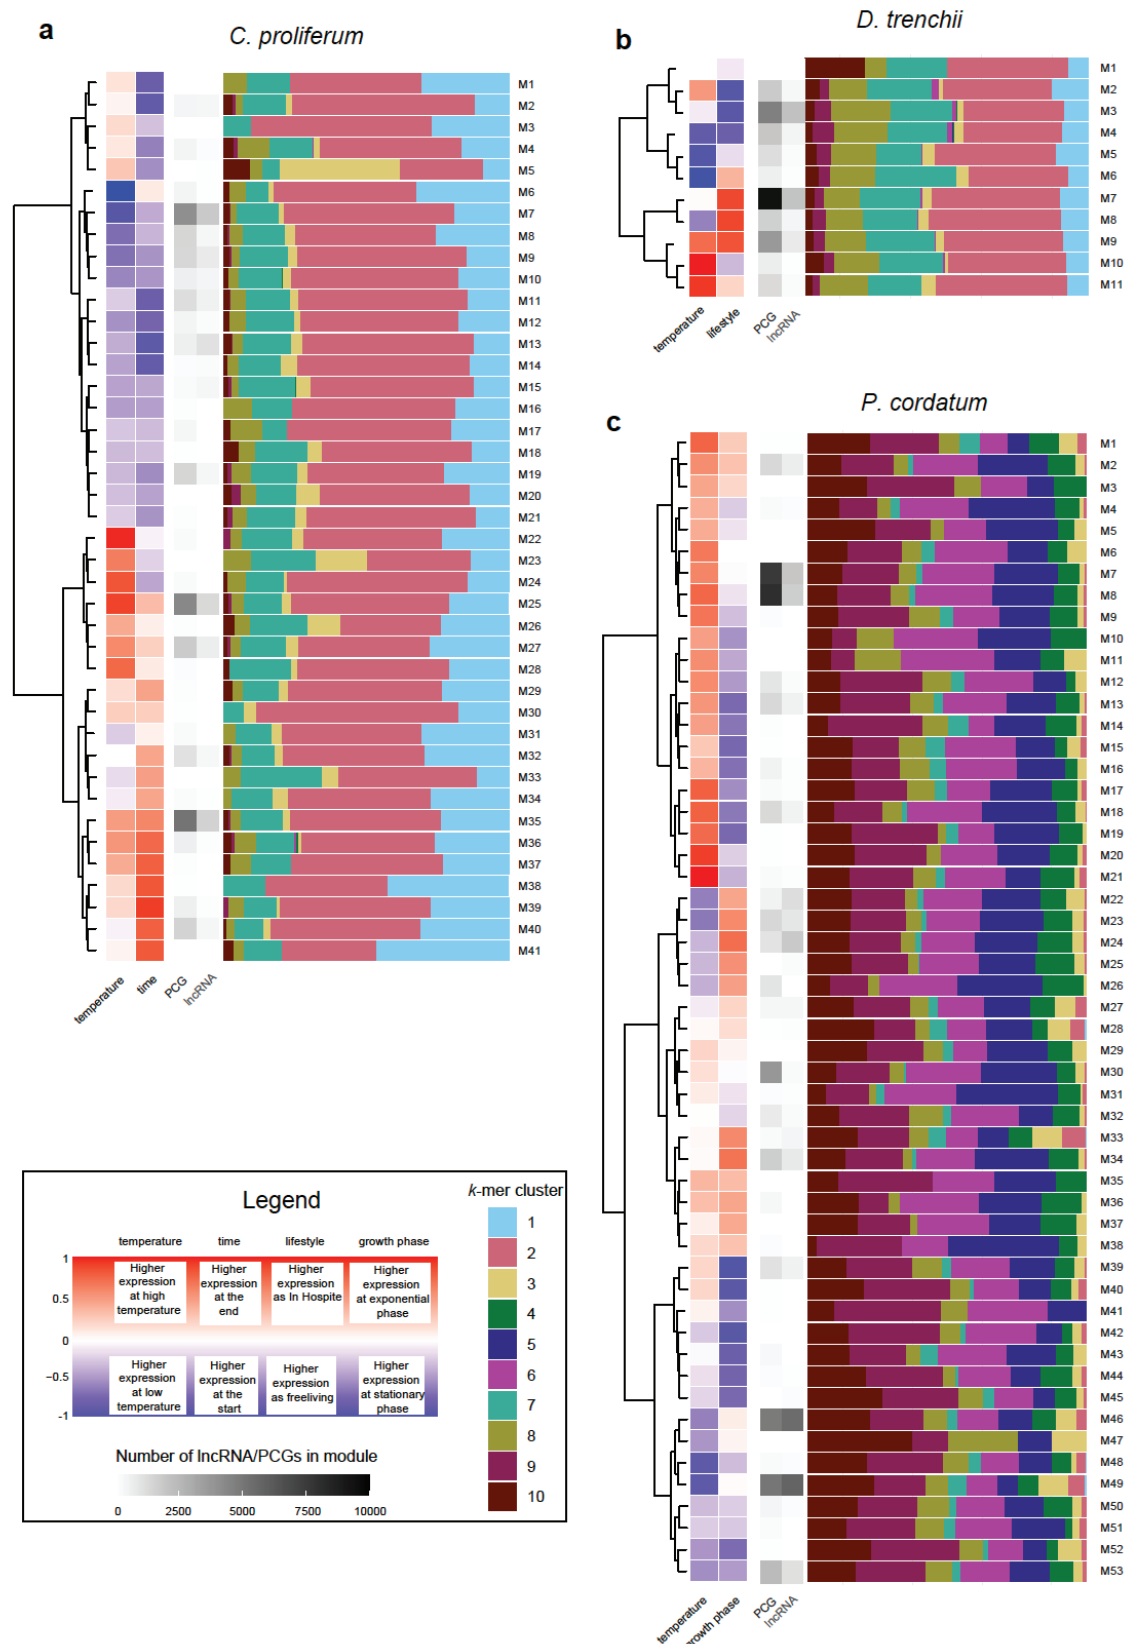 a
C. proliferum
M1
M2
M3
M4
M5
M6
M7
M8
M9
M10
M11
M12
M13
M14
M15
M16
M17
M18
M19
M20
M21
M22
M23
M24
M25
M26
M27
M28
M29
M30
M31
M32
M33
M34
M35
M36
M37
M38
M39
M40
M41
temperature
time
PCG
lncRNA
b
D. trenchii
M1
M2
M3
M4
M5
M6
M7
M8
M9
M10
M11
temperature
lifestyle
PCG
lncRNA
c
P. cordatum
M1
M2
M3
M4
M5
M6
M7
M8
M9
M10
M11
M12
M13
M14
M15
M16
M17
M18
M19
M20
M21
M22
M23
M24
M25
M26
M27
M28
M29
M30
M31
M32
M33
M34
M35
M36
M37
M38
M39
M40
M41
M42
M43
M44
M45
M46
M47
M48
M49
M50
M51
M52
M53
temperature
growth phase
PCG
lncRNA
Legend
temperature time lifestyle growth phase
1
0.5
0
−0.5
-1
Higher
expression
at high
temperature
Higher
expression
at the
end
Higher
expression
as In Hospite
Higher
expression
at exponential
phase
Higher
expression
at low
temperature
Higher
expression
at the
start
Higher
expression
as freeliving
Higher
expression
at stationary
phase
Number of lncRNA/PCGs in module
0 2500 5000 7500 10000
k-mer cluster
1
2
3
4
5
6
7
8
9
10